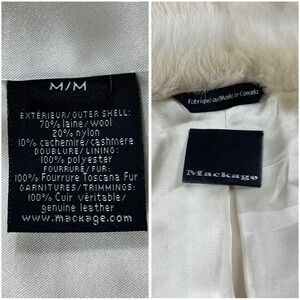 M/M
EXTÉRIEUR/OUTER SHELL:
70% laine/wool
20% nylon
10% cachemire/cashmere
DOUBLURE/LINING:
100% polyester
FOURRURE/FUR:
100% Fourrure Toscana Fur
GARNITURES/TRIMMINGS:
100% Cuir véritable/
genuine leather
www.mackage.com
Fabriqué au/Made in Canada
Mackage